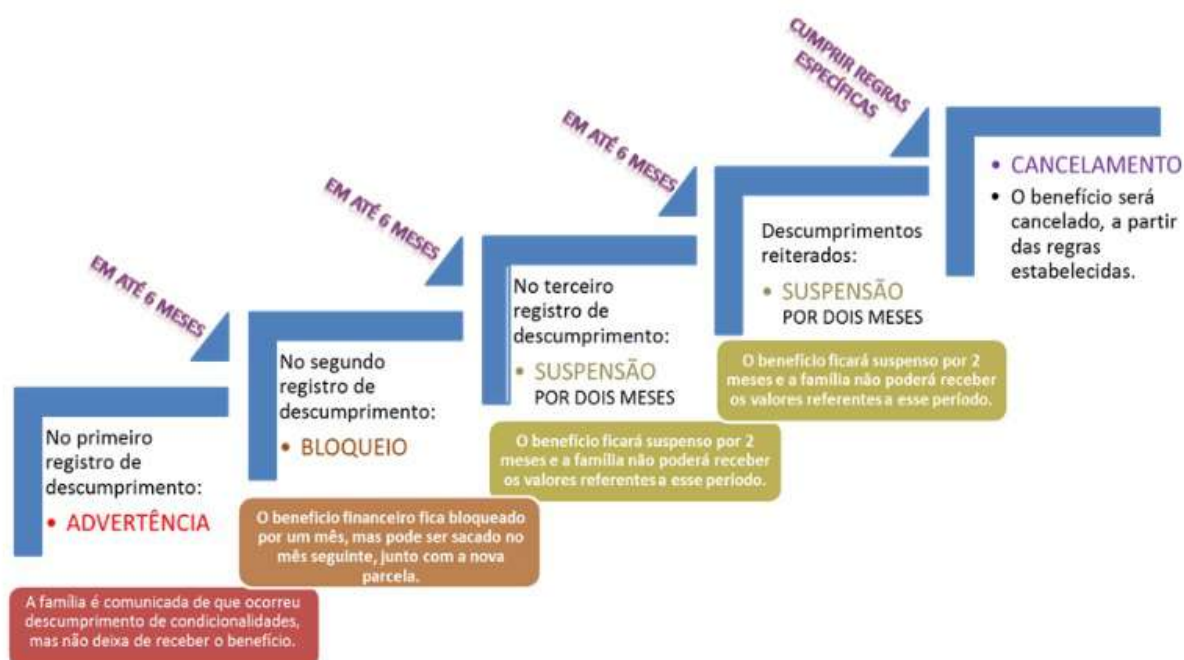 EM ATÉ 6 MESES
No primeiro
registro de
descumprimento:
• ADVERTÊNCIA
A família é comunicada de que ocorreu
descumprimento de condicionalidades,
mas não deixa de receber o benefício.
EM ATÉ 6 MESES
No segundo
registro de
descumprimento:
• BLOQUEIO
O beneficio financeiro fica bloqueado
por um mês, mas pode ser sacado no
mês seguinte, junto com a nova
parcela.
EM ATÉ 6 MESES
No terceiro
registro de
descumprimento:
• SUSPENSÃO
POR DOIS MESES
O benefício ficará suspenso por 2
meses e a família não poderá receber
os valores referentes a esse período.
CUMPRIR REGRAS
ESPECÍFICAS
Descumprimentos
reiterados:
• SUSPENSÃO
POR DOIS MESES
O benefício ficará suspenso por 2
meses e a família não poderá receber
os valores referentes a esse período.
• CANCELAMENTO
• O benefício será
cancelado, a partir
das regras
estabelecidas.